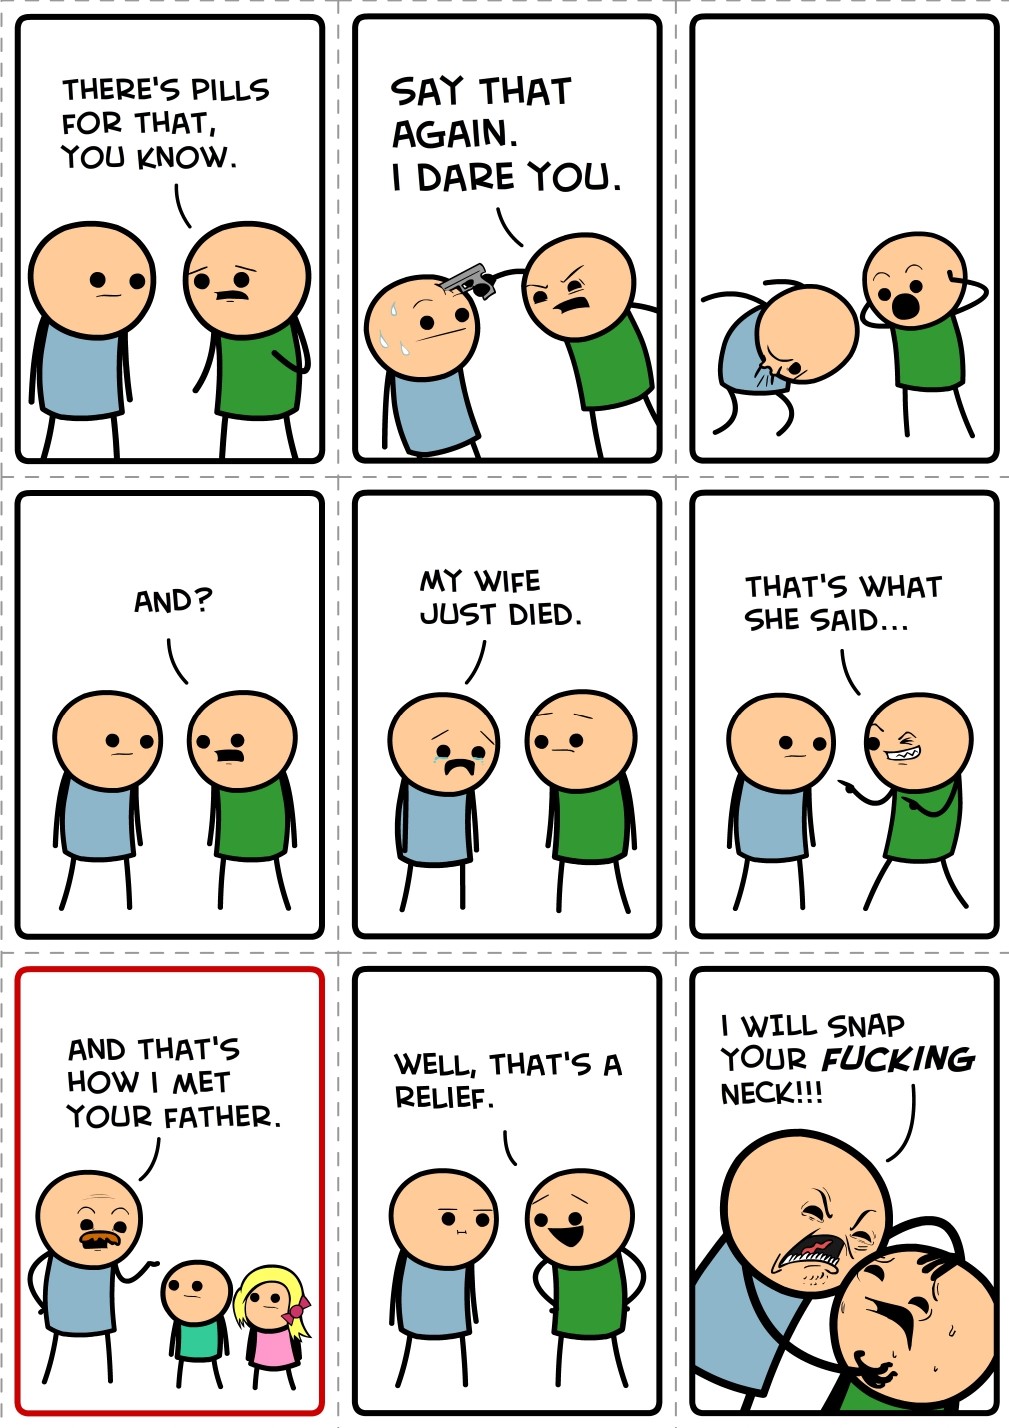 THERE'S PILLS
FOR THAT,
YOU KNOW.
SAY THAT
AGAIN.
I DARE YOU.
AND?
MY WIFE
JUST DIED.
THAT'S WHAT
SHE SAID...
AND THAT'S
HOW I MET
YOUR FATHER.
WELL, THAT'S A
RELIEF.
I WILL SNAP
YOUR FUCKING
NECK!!!